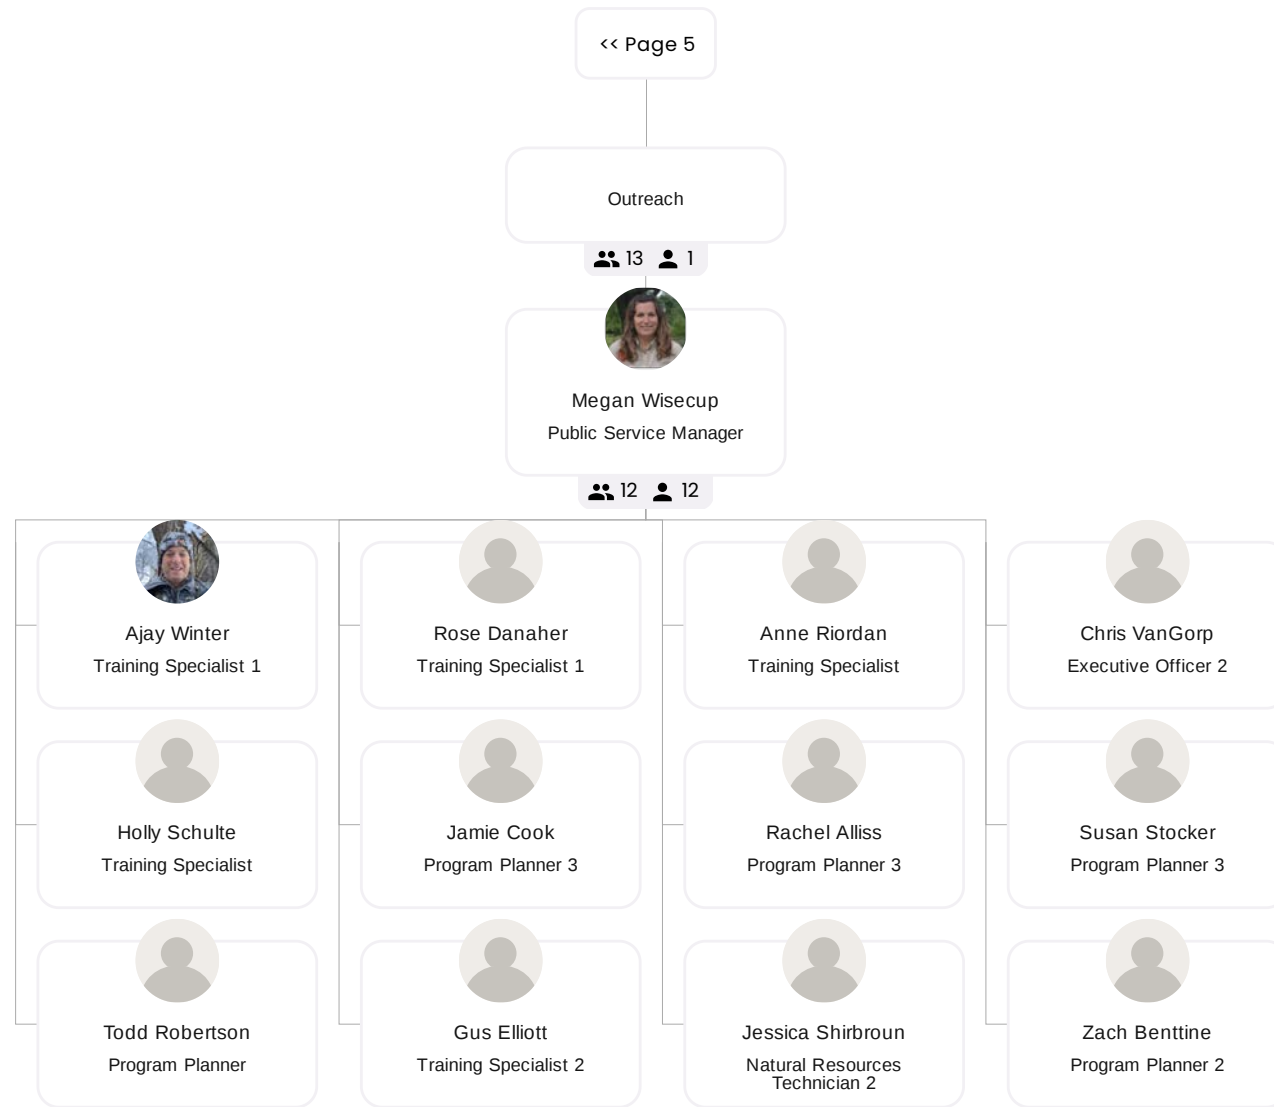 << Page 5
Outreach
13 1
Megan Wisecup
Public Service Manager
12 12
Ajay Winter
Training Specialist 1
Rose Danaher
Training Specialist 1
Anne Riordan
Training Specialist
Chris VanGorp
Executive Officer 2
Holly Schulte
Training Specialist
Jamie Cook
Program Planner 3
Rachel Alliss
Program Planner 3
Susan Stocker
Program Planner 3
Todd Robertson
Program Planner
Gus Elliott
Training Specialist 2
Jessica Shirbroun
Natural Resources
Technician 2
Zach Benttine
Program Planner 2